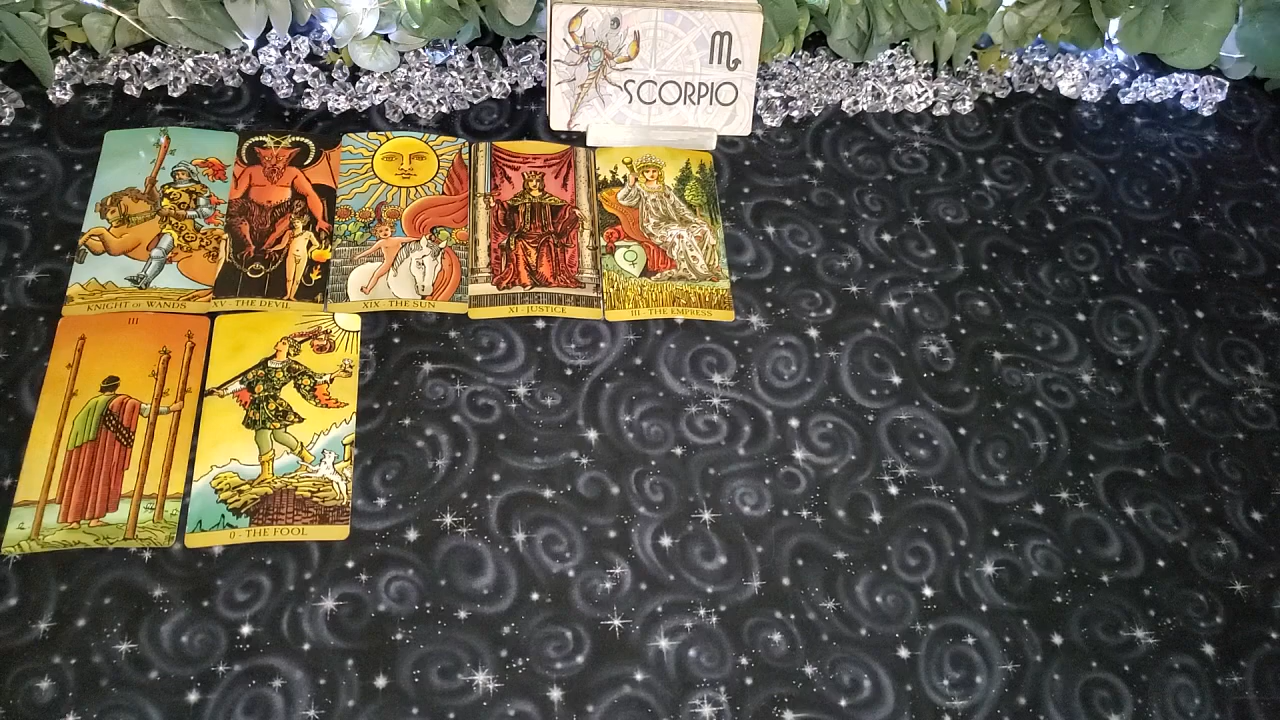 ♏
SCORPIO
KNIGHT OF WANDS
XV - THE DEVIL
XIX - THE SUN
XI - JUSTICE
III - THE EMPRESS
III
0 - THE FOOL